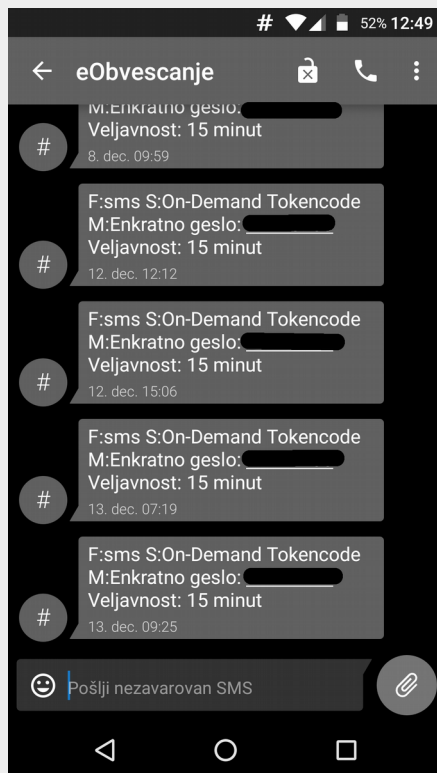 # 52% 12:49
eObvescanje
M:Enkratno geslo:
Veljavnost: 15 minut
#
8. dec. 09:59
F:sms S:On-Demand Tokencode
M:Enkratno geslo:
Veljavnost: 15 minut
#
12. dec. 12:12
F:sms S:On-Demand Tokencode
M:Enkratno geslo:
Veljavnost: 15 minut
#
12. dec. 15:06
F:sms S:On-Demand Tokencode
M:Enkratno geslo:
Veljavnost: 15 minut
#
13. dec. 07:19
F:sms S:On-Demand Tokencode
M:Enkratno geslo:
Veljavnost: 15 minut
#
13. dec. 09:25
Pošlji nezavarovan SMS